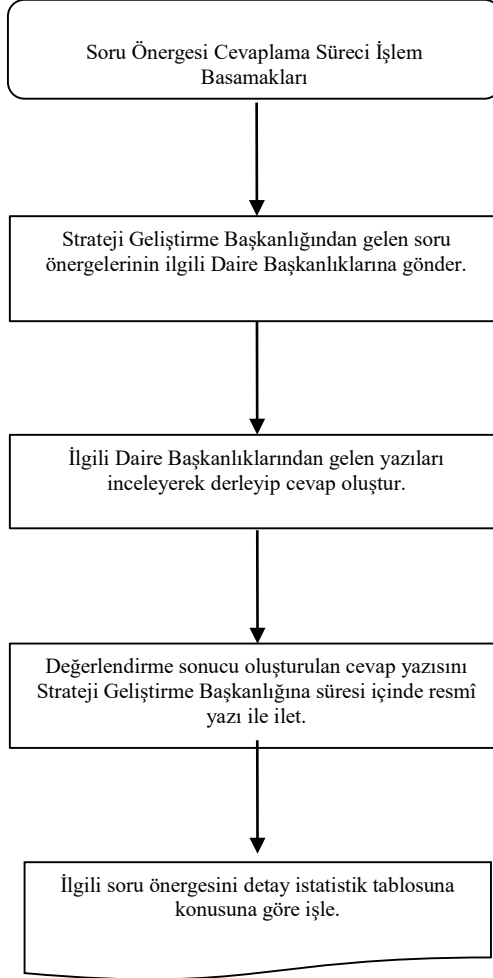 Soru Önergesi Cevaplama Süreci İşlem
Basamakları
Strateji Geliştirme Başkanlığından gelen soru
önergelerinin ilgili Daire Başkanlıklarına gönder.
İlgili Daire Başkanlıklarından gelen yazıları
inceleyerek derleyip cevap oluştur.
Değerlendirme sonucu oluşturulan cevap yazısını
Strateji Geliştirme Başkanlığına süresi içinde resmî
yazı ile ilet.
İlgili soru önergesini detay istatistik tablosuna
konusuna göre işle.